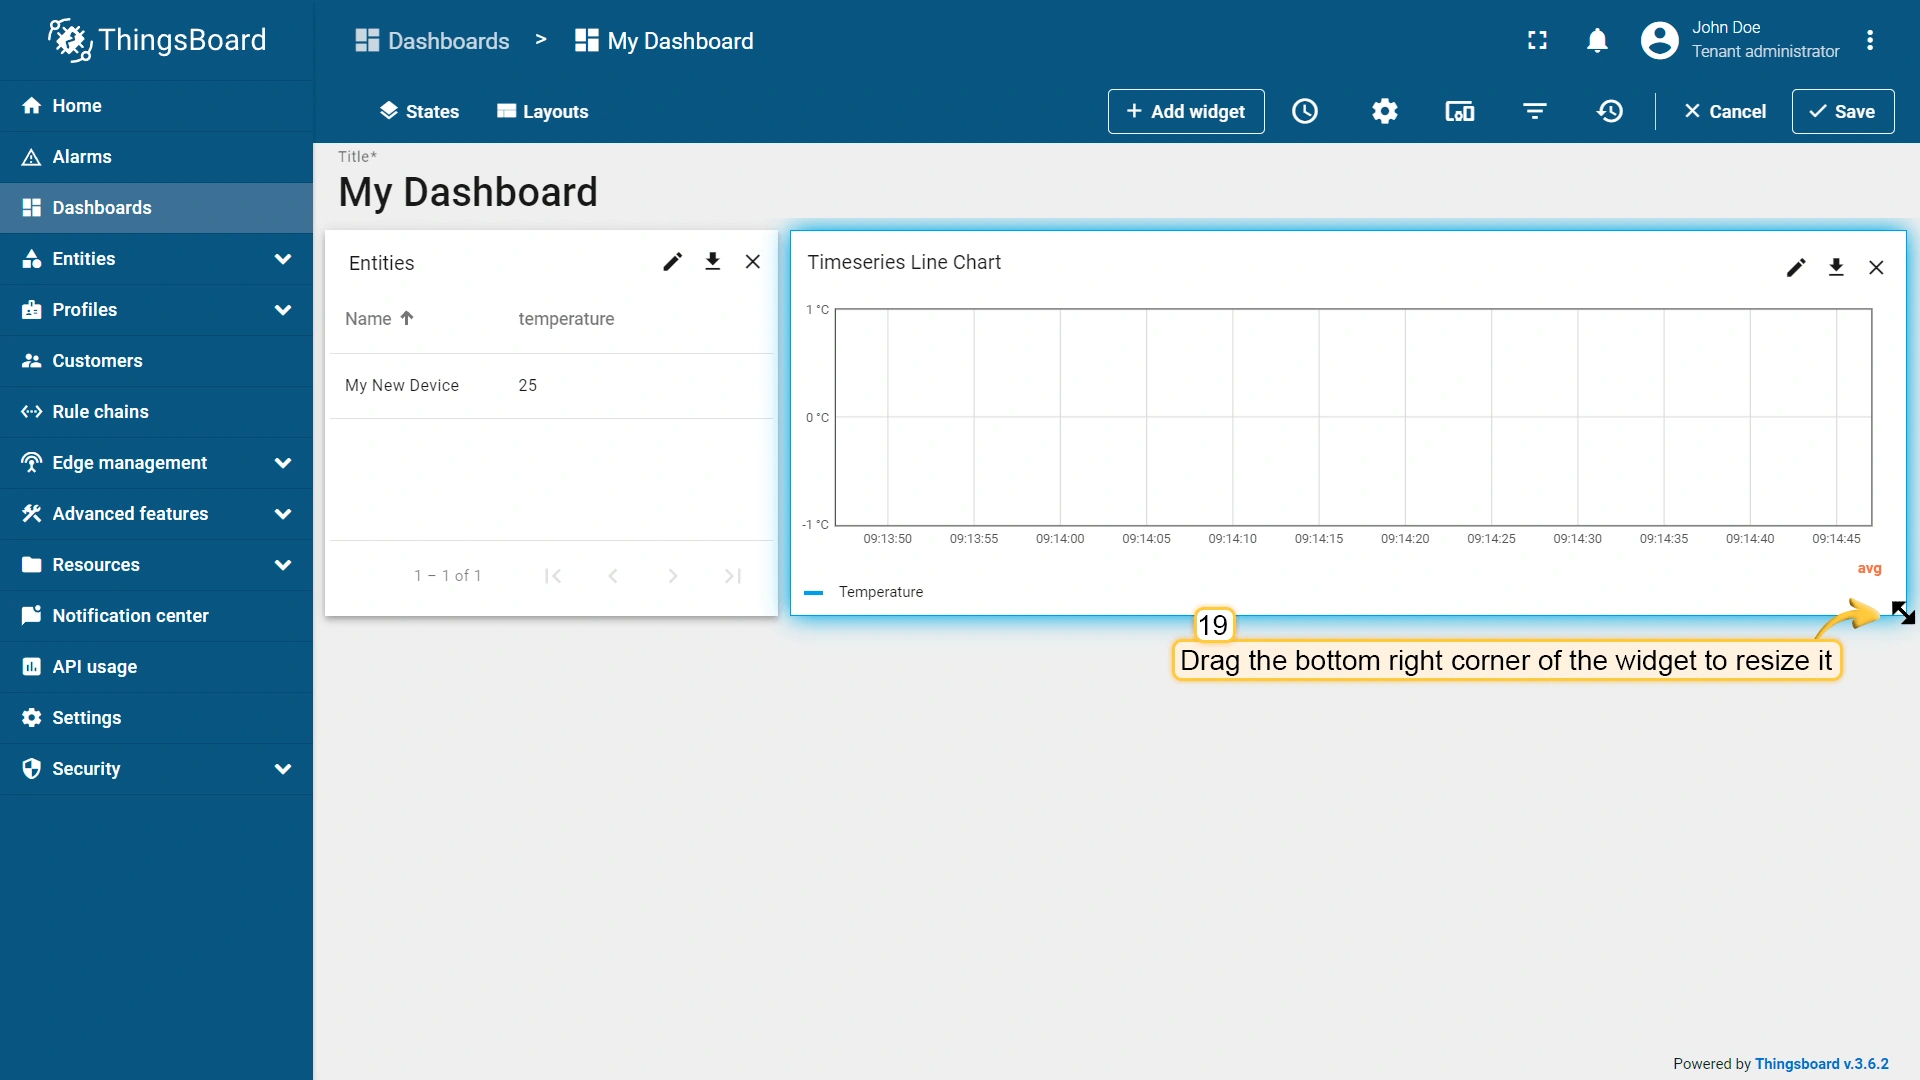 ThingsBoard
Dashboards > My Dashboard
John Doe
Tenant administrator
States Layouts + Add widget Cancel Save
Home
Alarms
Dashboards
Entities
Profiles
Customers
Rule chains
Edge management
Advanced features
Resources
Notification center
API usage
Settings
Security
Title*
My Dashboard
Entities
Name temperature
My New Device 25
1 – 1 of 1
Timeseries Line Chart
1 °C
0 °C
-1 °C
09:13:50 09:13:55 09:14:00 09:14:05 09:14:10 09:14:15 09:14:20 09:14:25 09:14:30 09:14:35 09:14:40 09:14:45
avg
Temperature
19
Drag the bottom right corner of the widget to resize it
Powered by Thingsboard v.3.6.2